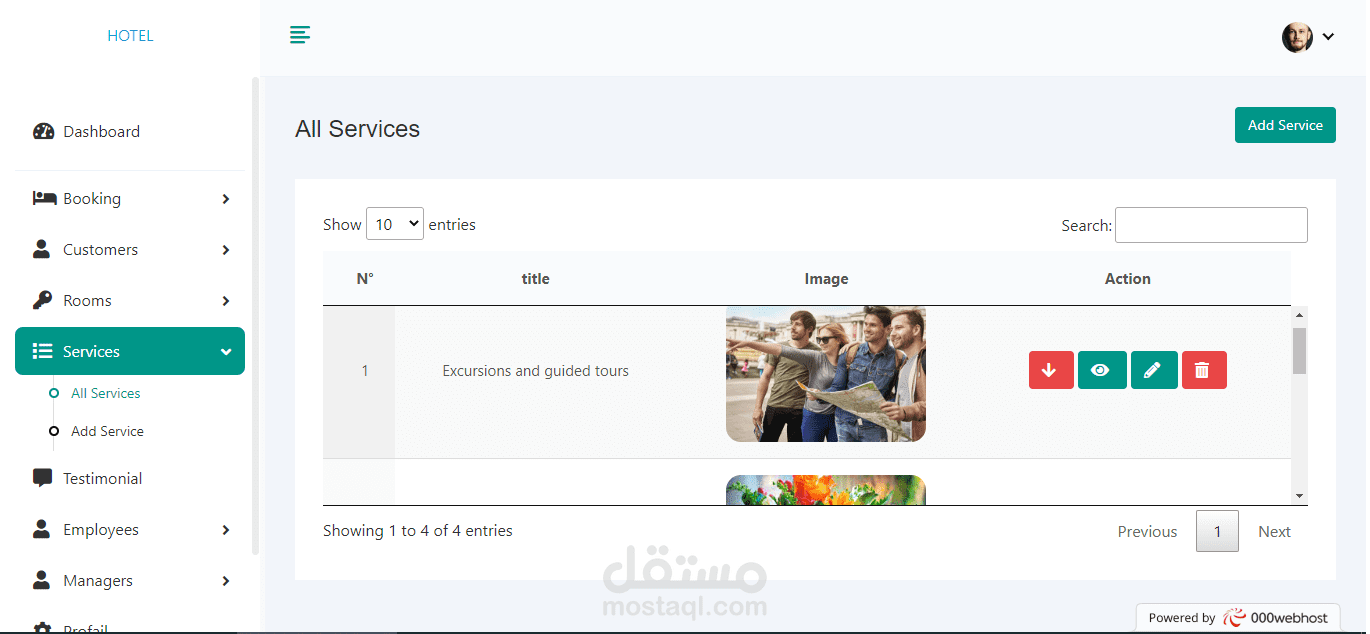 HOTEL
Dashboard
Booking
Customers
Rooms
Services
All Services
Add Service
Testimonial
Employees
Managers
Profail
All Services
Add Service
Show 10 entries
Search:
N° title Image Action
1 Excursions and guided tours
Showing 1 to 4 of 4 entries
Previous 1 Next
مستقل
mostaql.com
Powered by 000webhost